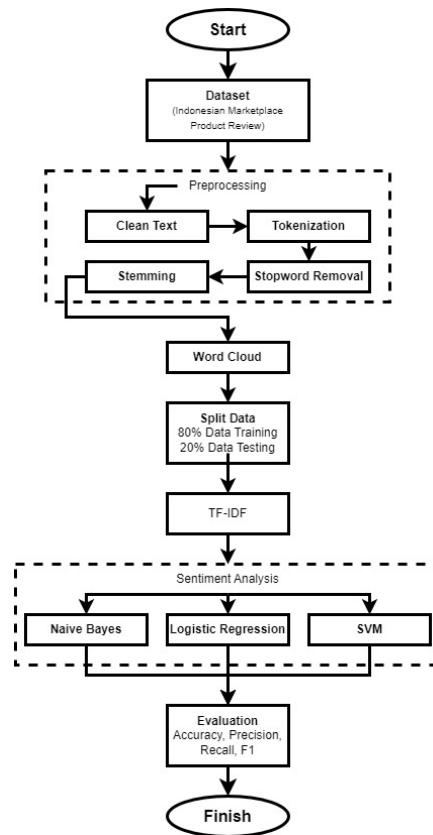 Start
Dataset
(Indonesian Marketplace
Product Review)
Preprocessing
Clean Text
Tokenization
Stemming
Stopword Removal
Word Cloud
Split Data
80% Data Training
20% Data Testing
TF-IDF
Sentiment Analysis
Naive Bayes
Logistic Regression
SVM
Evaluation
Accuracy, Precision,
Recall, F1
Finish